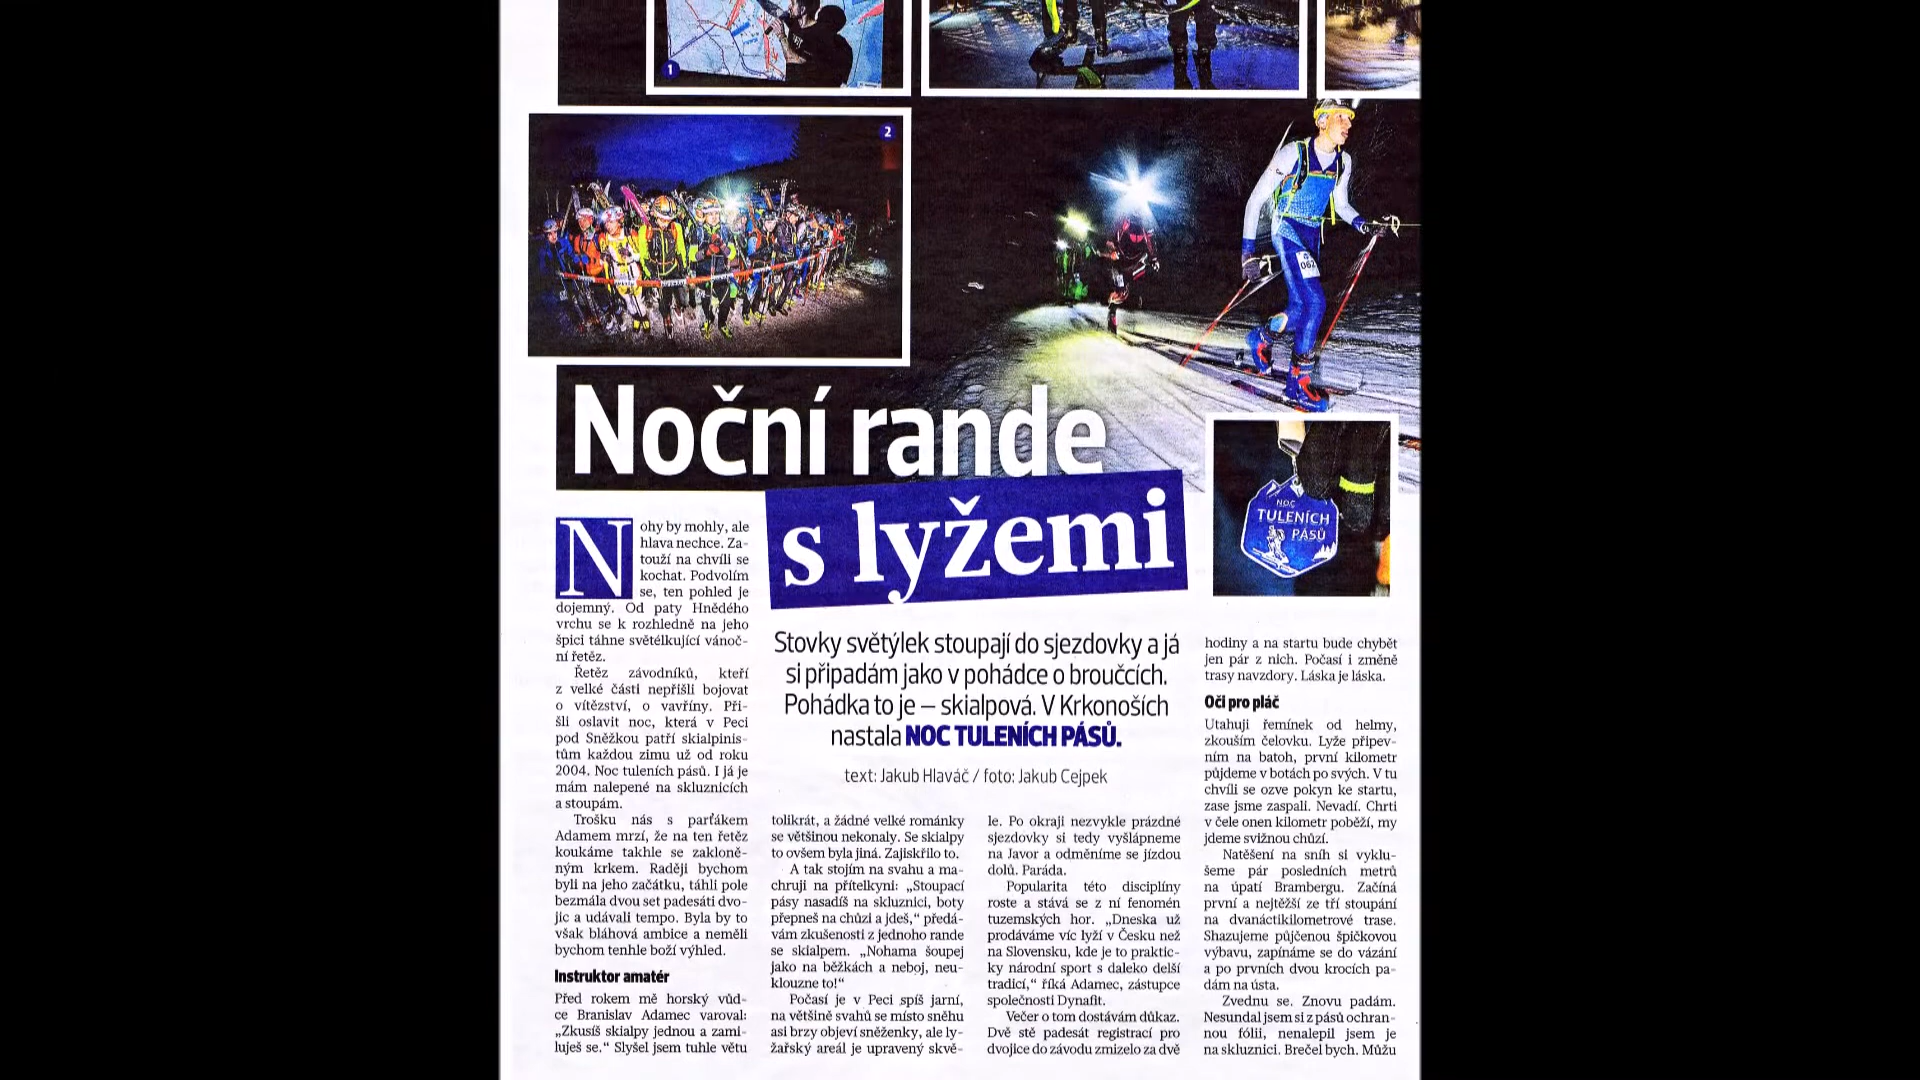 1
2
062
Noční rande
s lyžemi
NOC
TULENÍCH
PÁSŮ
Stovky světýlek stoupají do sjezdovky a já
si připadám jako v pohádce o broučcích.
Pohádka to je – skialpová. V Krkonoších
nastala NOC TULENÍCH PÁSŮ.
text: Jakub Hlaváč / foto: Jakub Cejpek
Nohy by mohly, ale
hlava nechce. Za-
touží na chvíli se
kochat. Podvolím
se, ten pohled je
dojemný. Od paty Hnědého
vrchu se k rozhledně na jeho
špici táhne světélkující vánoč-
ní řetěz.
Řetěz závodníků, kteří
z velké části nepřišli bojovat
o vítězství, o vavříny. Při-
šli oslavit noc, která v Peci
pod Sněžkou patří skialpinis-
tům každou zimu už od roku
2004. Noc tuleních pásů. I já je
mám nalepené na skluznicích
a stoupám.
Trošku nás s parťákem
Adamem mrzí, že na ten řetěz
koukáme takhle se zakloně-
ným krkem. Raději bychom
byli na jeho začátku, táhli pole
bezmála dvou set padesáti dvo-
jic a udávali tempo. Byla by to
však bláhová ambice a neměli
bychom tenhle boží výhled.
Instruktor amatér
Před rokem mě horský vůd-
ce Branislav Adamec varoval:
„Zkusíš skialpy jednou a zami-
luješ se.“ Slyšel jsem tuhle větu
tolikrát, a žádné velké románky
se většinou nekonaly. Se skialpy
to ovšem byla jiná. Zajiskřilo to.
A tak stojím na svahu a ma-
chruji na přítelkyni: „Stoupací
pásy nasadíš na skluznici, boty
přepneš na chůzi a jdeš,“ předá-
vám zkušenosti z jednoho rande
se skialpem. „Nohama šoupej
jako na běžkách a neboj, neu-
klouzne to!“
Počasí je v Peci spíš jarní,
na většině svahů se místo sněhu
asi brzy objeví sněženky, ale ly-
žařský areál je upravený skvě-
le. Po okraji nezvykle prázdné
sjezdovky si tedy vyšlápneme
na Javor a odměníme se jízdou
dolů. Paráda.
Popularita této disciplíny
roste a stává se z ní fenomén
tuzemských hor. „Dneska už
prodáváme víc lyží v Česku než
na Slovensku, kde je to praktic-
ky národní sport s daleko delší
tradicí,“ říká Adamec, zástupce
společnosti Dynafit.
Večer o tom dostávám důkaz.
Dvě stě padesát registrací pro
dvojice do závodu zmizelo za dvě
hodiny a na startu bude chybět
jen pár z nich. Počasí i změně
trasy navzdory. Láska je láska.
Oči pro pláč
Utahuji řemínek od helmy,
zkouším čelovku. Lyže připev-
ním na batoh, první kilometr
půjdeme v botách po svých. V tu
chvíli se ozve pokyn ke startu,
zase jsme zaspali. Nevadí. Chrti
v čele onen kilometr poběží, my
jdeme svižnou chůzí.
Natěšení na sníh si vyklu-
šeme pár posledních metrů
na úpatí Brambergu. Začíná
první a nejtěžší ze tří stoupání
na dvanáctikilometrové trase.
Shazujeme půjčenou špičkovou
výbavu, zapínáme se do vázání
a po prvních dvou krocích pa-
dám na ústa.
Zvednu se. Znovu padám.
Nesundal jsem si z pásů ochran-
nou fólii, nenalepil jsem je
na skluznici. Brečel bych. Můžu